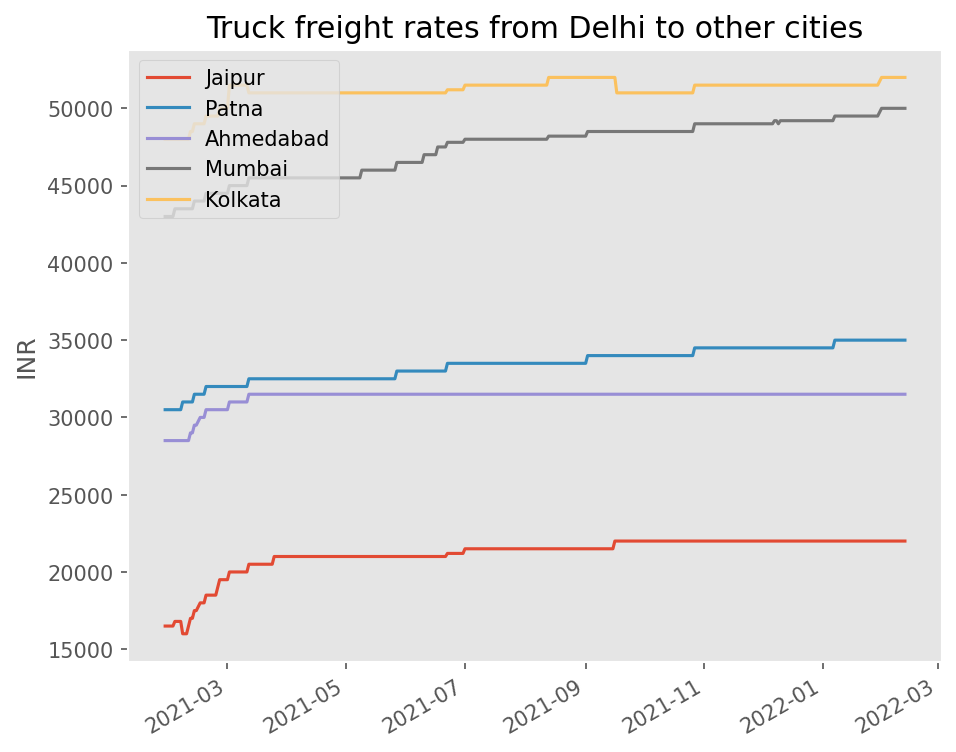 Truck freight rates from Delhi to other cities
Jaipur
Patna
Ahmedabad
Mumbai
Kolkata
INR
50000
45000
40000
35000
30000
25000
20000
15000
2021-03
2021-05
2021-07
2021-09
2021-11
2022-01
2022-03